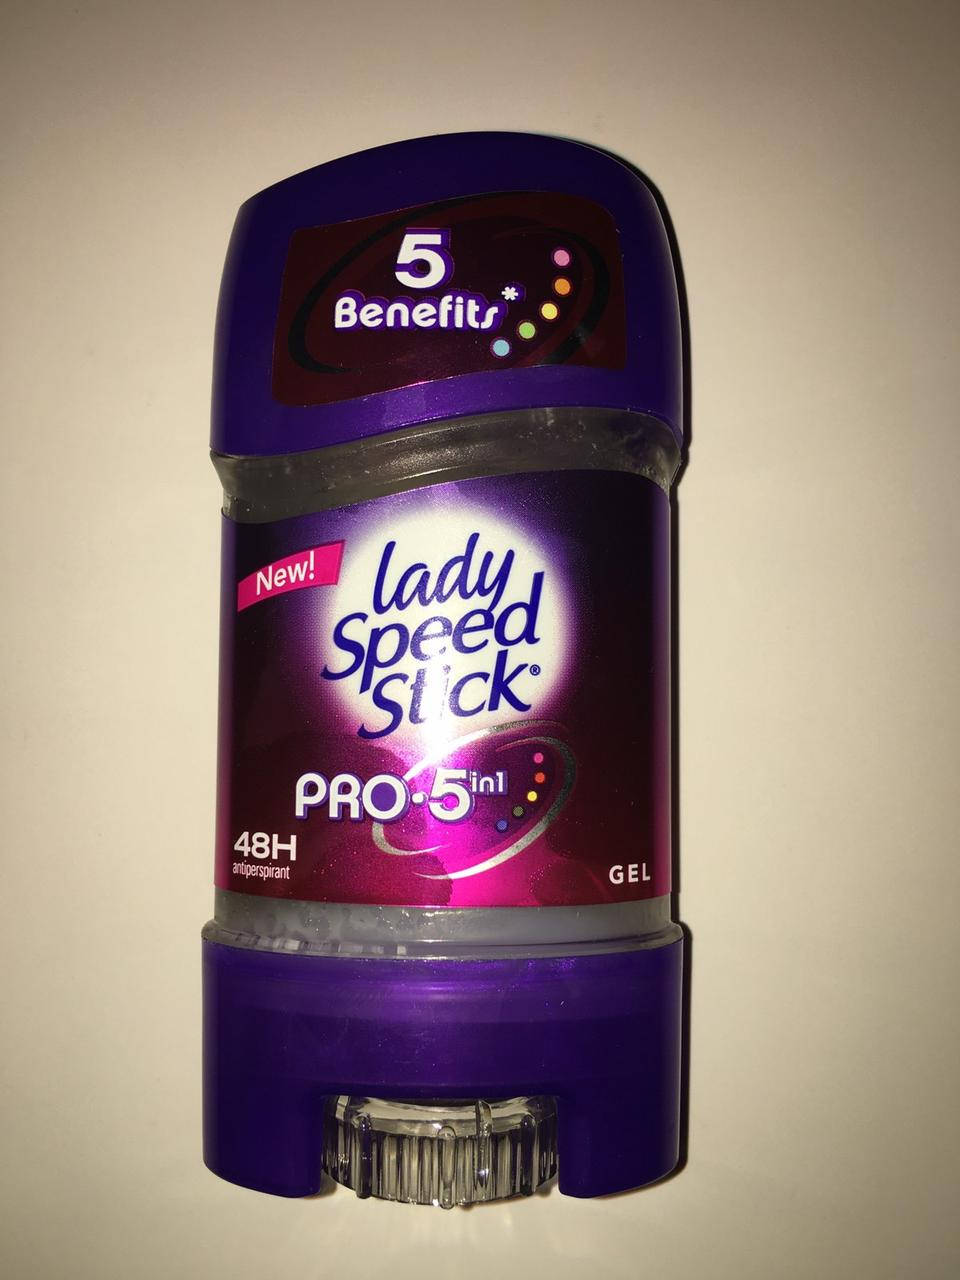 5
Benefits*
New!
lady
Speed
Stick®
PRO·5in1
48H
antiperspirant
GEL